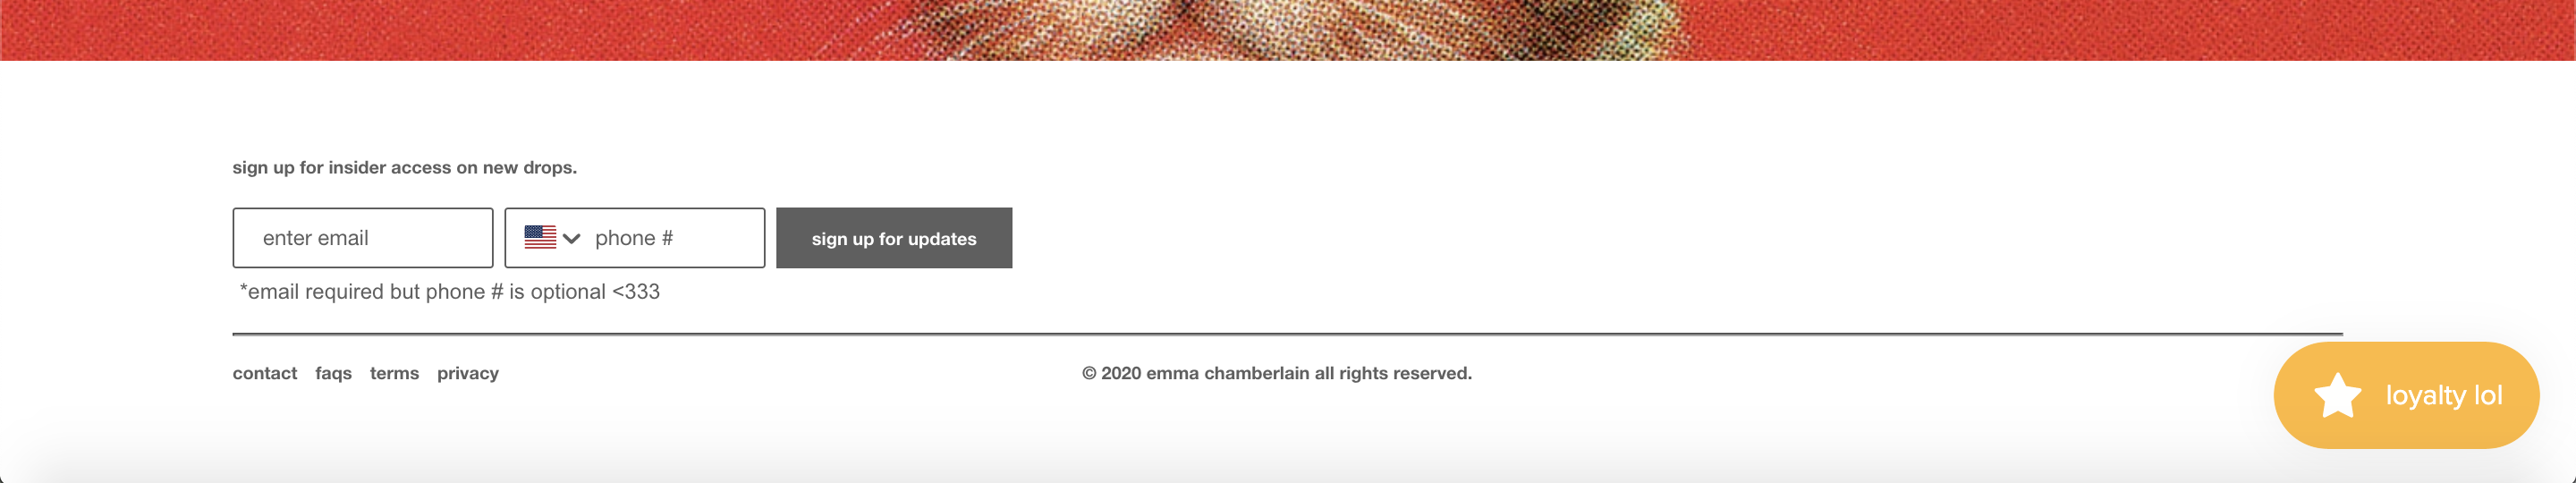 sign up for insider access on new drops.
enter email
phone #
sign up for updates
*email required but phone # is optional <333
contact faqs terms privacy
© 2020 emma chamberlain all rights reserved.
loyalty lol